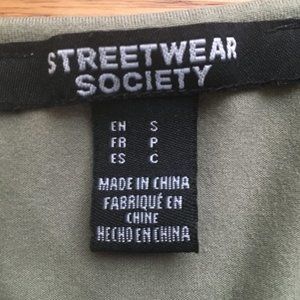 STREETWEAR
SOCIETY
EN S
FR P
ES C
MADE IN CHINA
FABRIQUÉ EN
CHINE
HECHO EN CHINA